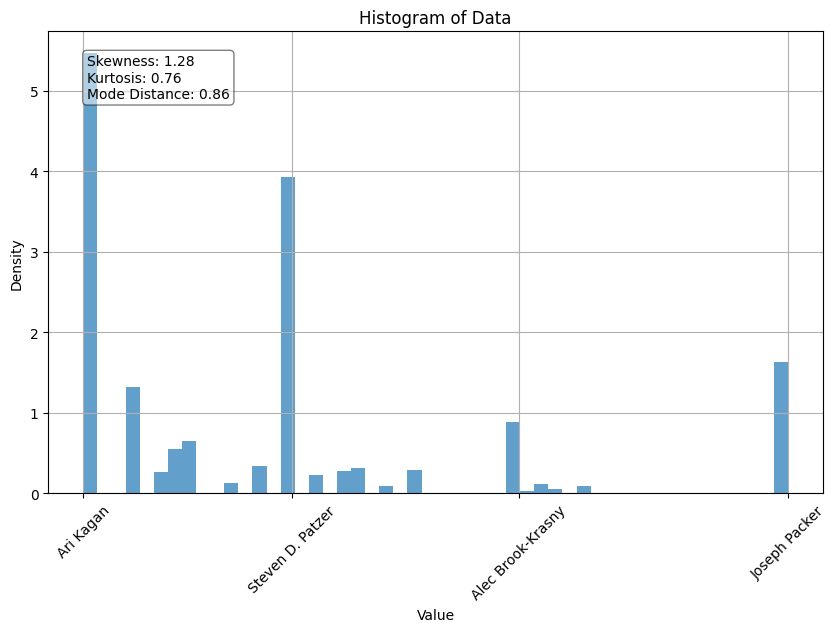 Histogram of Data
Skewness: 1.28
Kurtosis: 0.76
Mode Distance: 0.86
Density
5
4
3
2
1
0
Ari Kagan
Steven D. Patzer
Alec Brook-Krasny
Joseph Packer
Value